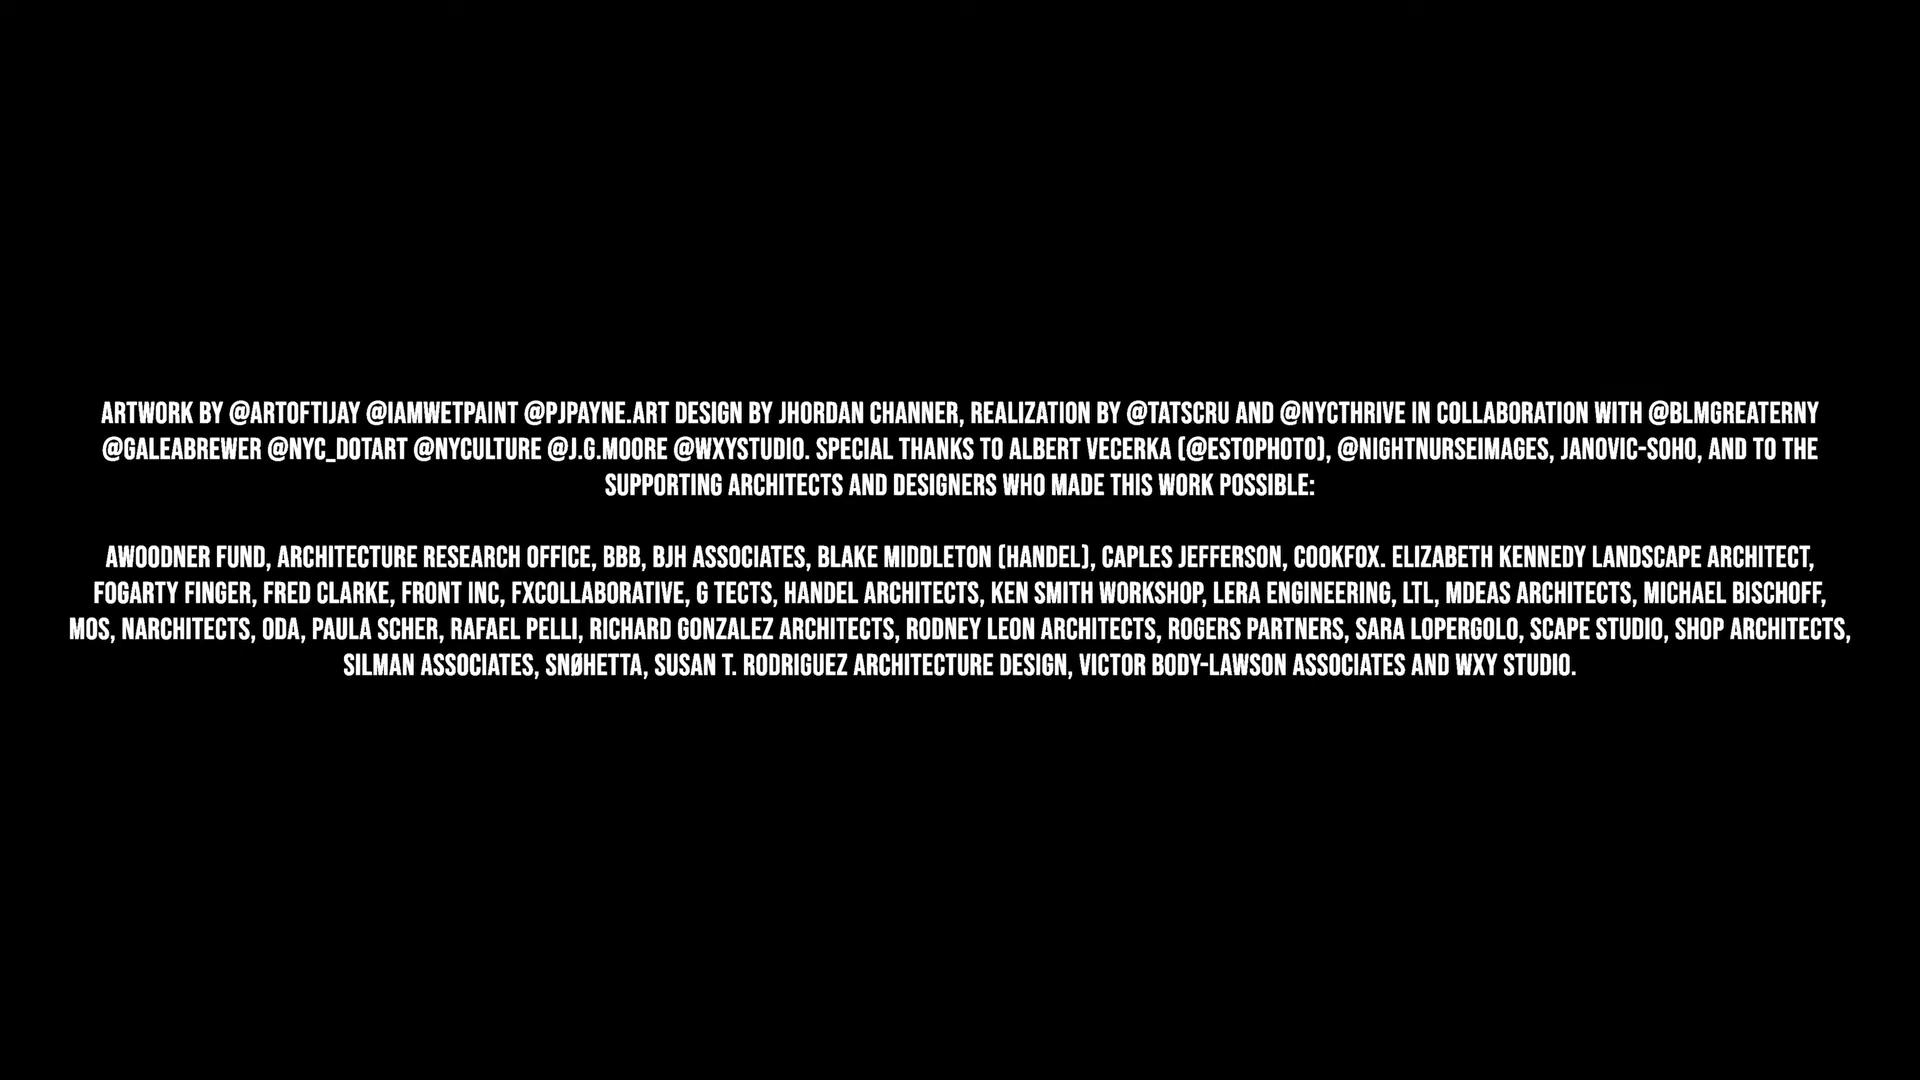 ARTWORK BY @ARTOFTIJAY @IAMWETPAINT @PJPAYNE.ART DESIGN BY JHORDAN CHANNER, REALIZATION BY @TATSCRU AND @NYCTHRIVE IN COLLABORATION WITH @BLMGREATERNY
@GALEABREWER @NYC_DOTART @NYCULTURE @J.G.MOORE @WXYSTUDIO. SPECIAL THANKS TO ALBERT VECERKA (@ESTOPHOTO), @NIGHTNURSEIMAGES, JANOVIC-SOHO, AND TO THE
SUPPORTING ARCHITECTS AND DESIGNERS WHO MADE THIS WORK POSSIBLE:
AWOODNER FUND, ARCHITECTURE RESEARCH OFFICE, BBB, BJH ASSOCIATES, BLAKE MIDDLETON (HANDEL), CAPLES JEFFERSON, COOKFOX. ELIZABETH KENNEDY LANDSCAPE ARCHITECT,
FOGARTY FINGER, FRED CLARKE, FRONT INC, FXCOLLABORATIVE, G TECTS, HANDEL ARCHITECTS, KEN SMITH WORKSHOP, LERA ENGINEERING, LTL, MDEAS ARCHITECTS, MICHAEL BISCHOFF,
MOS, NARCHITECTS, ODA, PAULA SCHER, RAFAEL PELLI, RICHARD GONZALEZ ARCHITECTS, RODNEY LEON ARCHITECTS, ROGERS PARTNERS, SARA LOPERGOLO, SCAPE STUDIO, SHOP ARCHITECTS,
SILMAN ASSOCIATES, SNØHETTA, SUSAN T. RODRIGUEZ ARCHITECTURE DESIGN, VICTOR BODY-LAWSON ASSOCIATES AND WXY STUDIO.